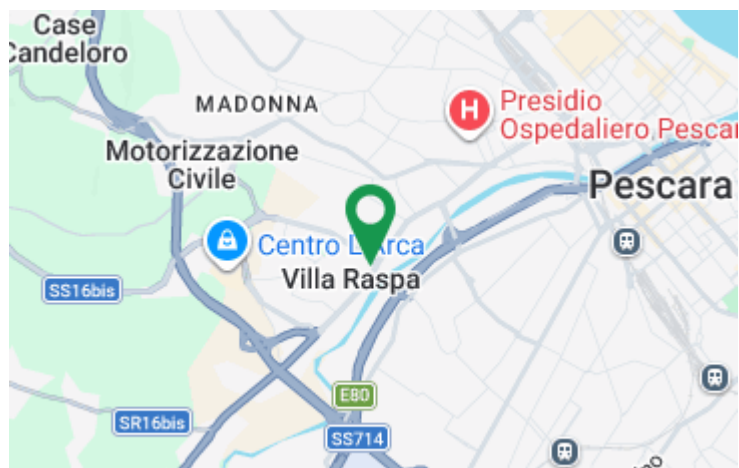 Case
Candeloro
MADONNA
H
Presidio
Ospedaliero Pescar
Motorizzazione
Civile
Pescara
Centro L'Arca
Villa Raspa
SS16bis
E80
SR16bis
SS714